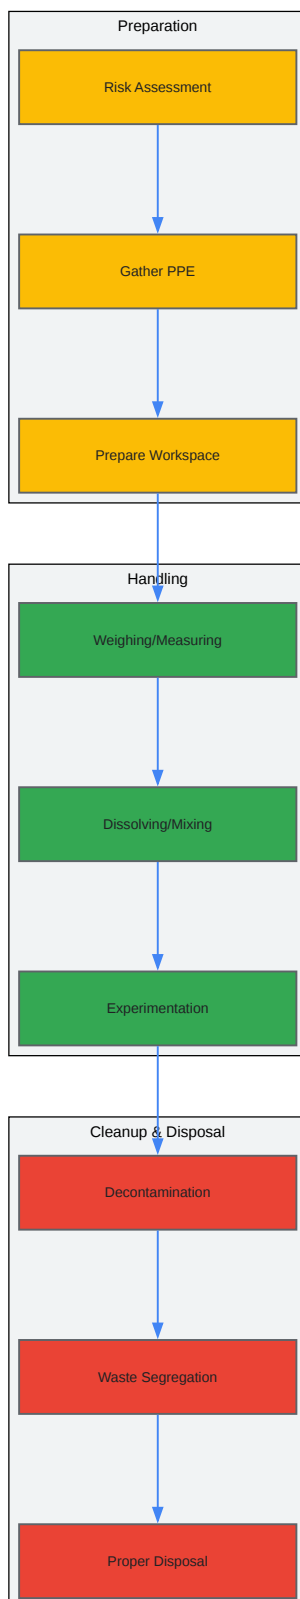 Preparation
Risk Assessment
Gather PPE
Prepare Workspace
Handling
Weighing/Measuring
Dissolving/Mixing
Experimentation
Cleanup & Disposal
Decontamination
Waste Segregation
Proper Disposal